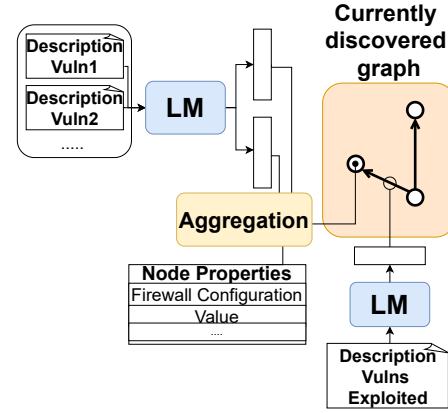 Currently
discovered
graph
Description
Vuln1
Description
Vuln2
.....
LM
Aggregation
Node Properties
Firewall Configuration
Value
....
LM
Description
Vulns
Exploited